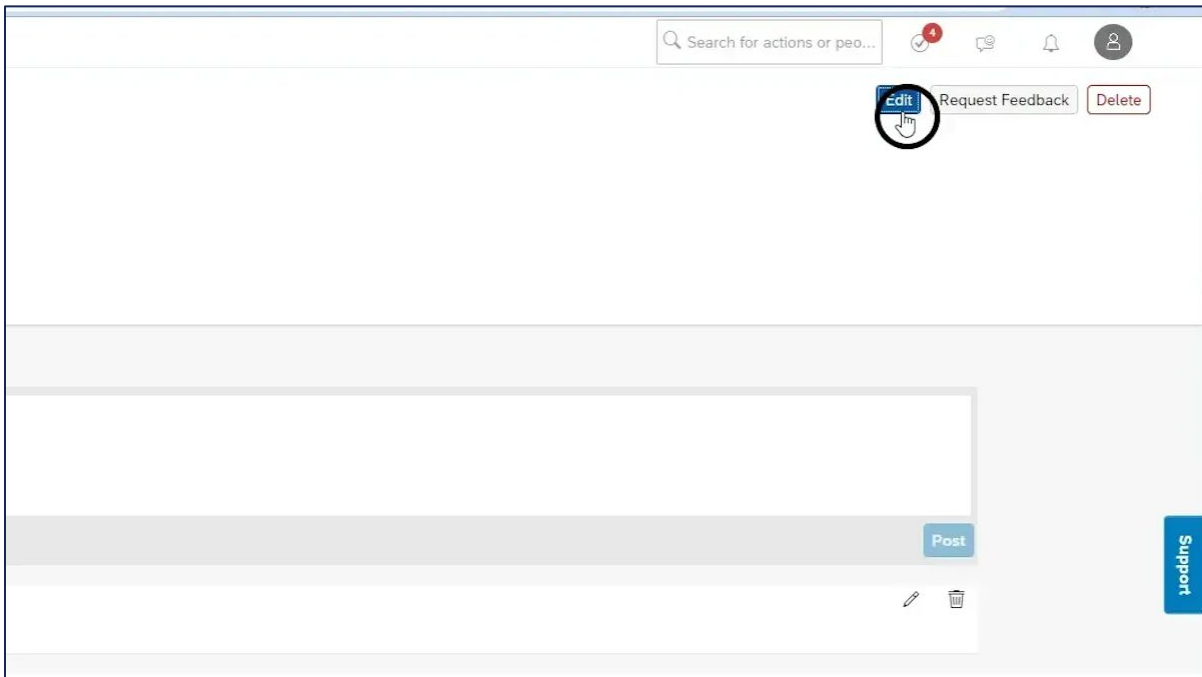 Search for actions or peo...
4
Edit Request Feedback Delete
Post
Support